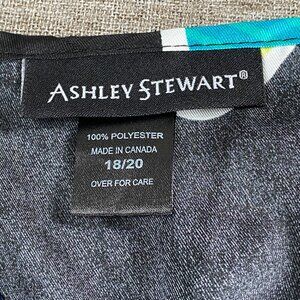 ASHLEY STEWART®
100% POLYESTER
MADE IN CANADA
18/20
OVER FOR CARE